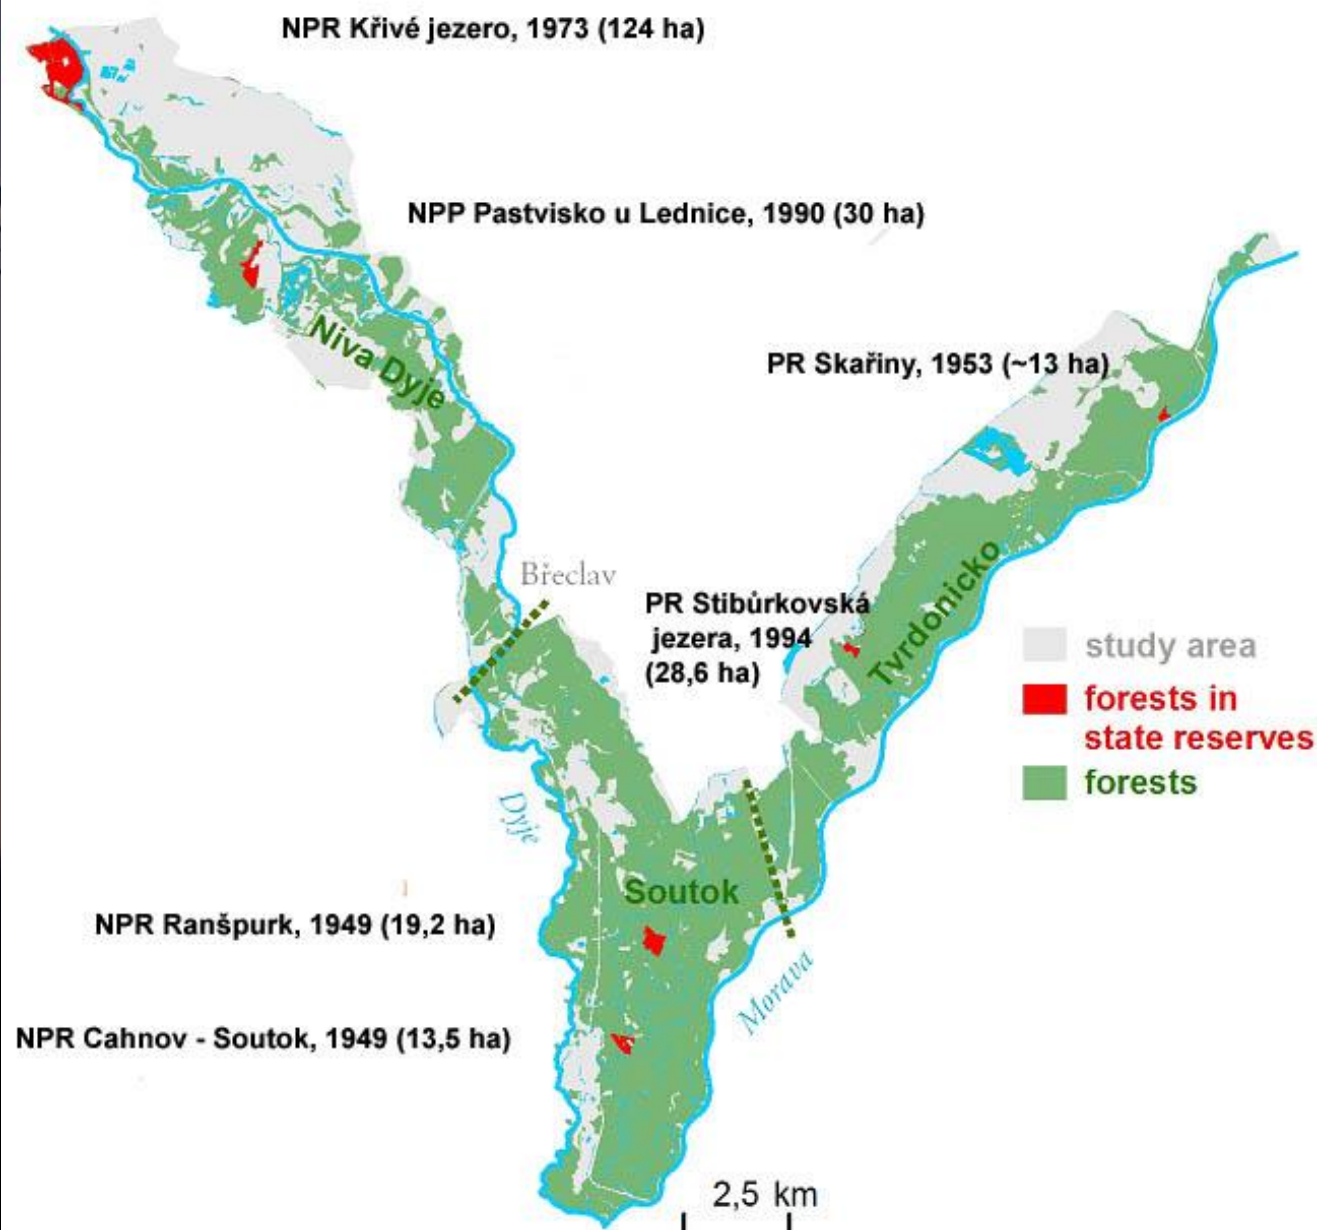 NPR Křivé jezero, 1973 (124 ha)
NPP Pastvisko u Lednice, 1990 (30 ha)
Niva Dyje
PR Skařiny, 1953 (~13 ha)
Břeclav
PR Stibůrkovská
jezera, 1994
(28,6 ha)
Tvrdonicko
study area
forests in
state reserves
forests
Dyje
Soutok
NPR Ranšpurk, 1949 (19,2 ha)
Morava
NPR Cahnov - Soutok, 1949 (13,5 ha)
2,5 km